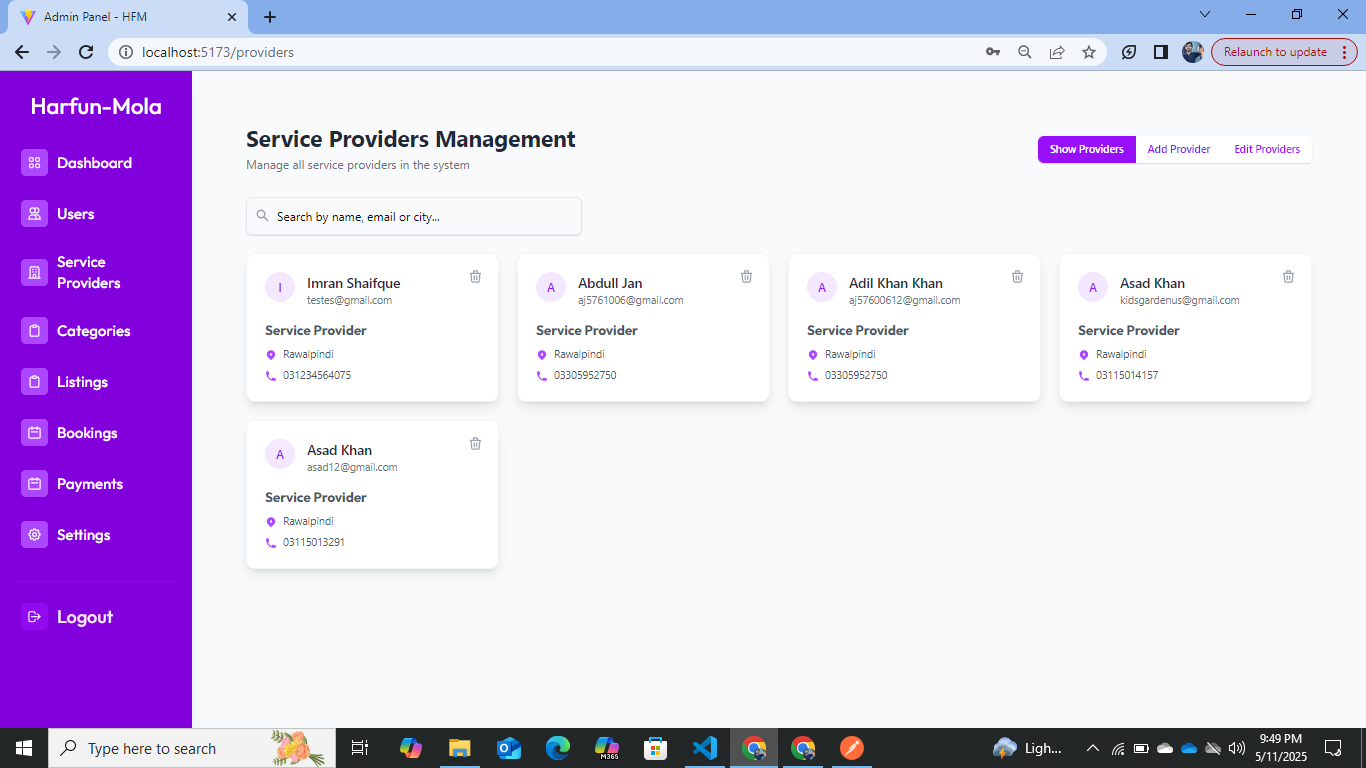 Admin Panel - HFM
localhost:5173/providers
Relaunch to update
Harfun-Mola
Dashboard
Users
Service
Providers
Categories
Listings
Bookings
Payments
Settings
Logout
Service Providers Management
Manage all service providers in the system
Show Providers
Add Provider
Edit Providers
Search by name, email or city...
I
Imran Shaifque
testes@gmail.com
Service Provider
Rawalpindi
031234564075
A
Abdull Jan
aj5761006@gmail.com
Service Provider
Rawalpindi
03305952750
A
Adil Khan Khan
aj57600612@gmail.com
Service Provider
Rawalpindi
03305952750
A
Asad Khan
kidsgardenus@gmail.com
Service Provider
Rawalpindi
03115014157
A
Asad Khan
asad12@gmail.com
Service Provider
Rawalpindi
03115013291
Type here to search
M365
Ligh...
9:49 PM
5/11/2025